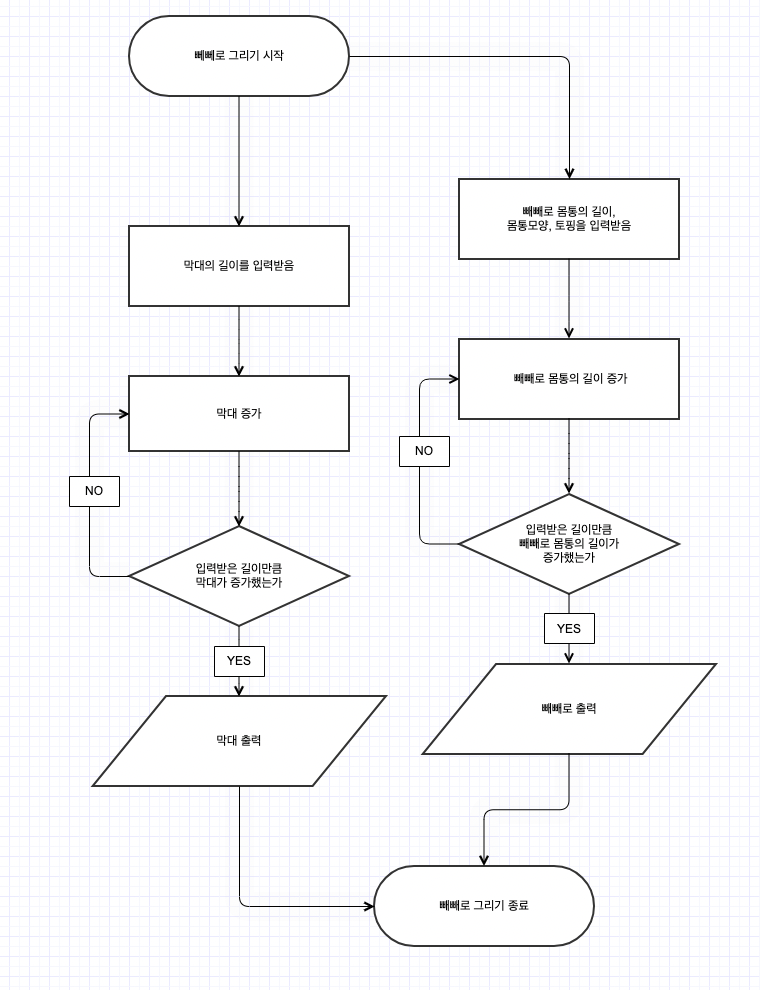 뻬뻬로 그리기 시작
막대의 길이를 입력받음
막대 증가
NO
입력받은 길이만큼
막대가 증가했는가
YES
막대 출력
빼빼로 몸통의 길이,
몸통모양, 토핑을 입력받음
빼빼로 몸통의 길이 증가
NO
입력받은 길이만큼
빼빼로 몸통의 길이가
증가했는가
YES
빼빼로 출력
빼빼로 그리기 종료